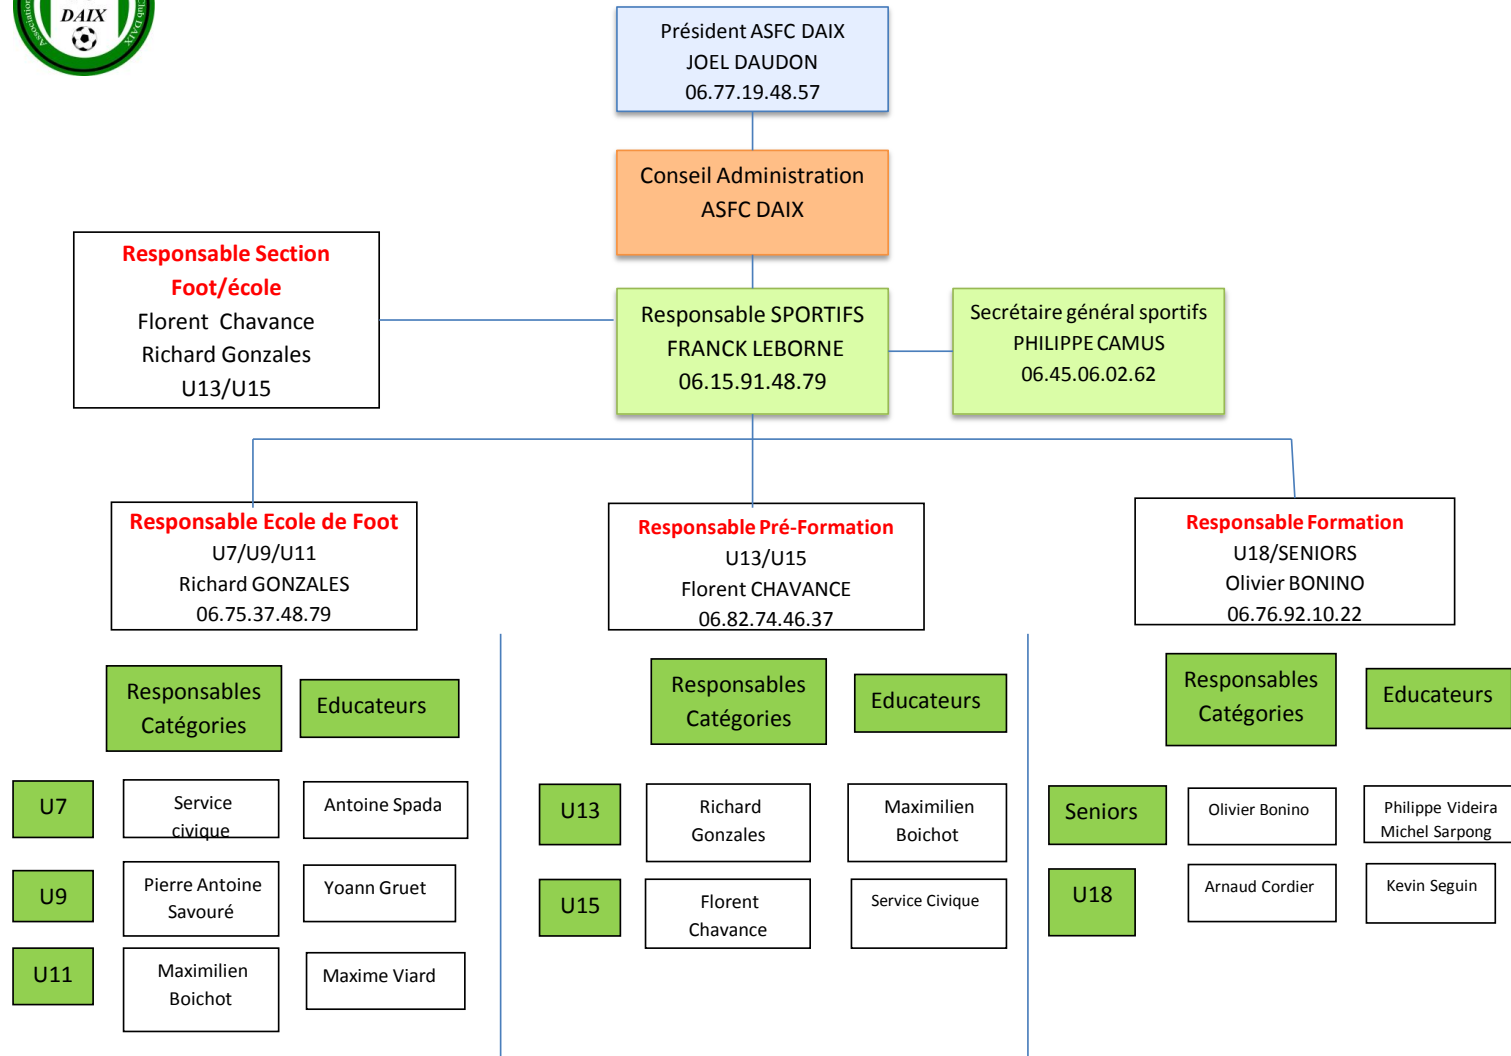 DAIX
Association
Club DAIX
Président ASFC DAIX
JOEL DAUDON
06.77.19.48.57
Conseil Administration
ASFC DAIX
Responsable Section
Foot/école
Florent Chavance
Richard Gonzales
U13/U15
Responsable SPORTIFS
FRANCK LEBORNE
06.15.91.48.79
Secrétaire général sportifs
PHILIPPE CAMUS
06.45.06.02.62
Responsable Ecole de Foot
U7/U9/U11
Richard GONZALES
06.75.37.48.79
Responsable Pré-Formation
U13/U15
Florent CHAVANCE
06.82.74.46.37
Responsable Formation
U18/SENIORS
Olivier BONINO
06.76.92.10.22
Responsables
Catégories
Educateurs
U7
Service
civique
Antoine Spada
U9
Pierre Antoine
Savouré
Yoann Gruet
U11
Maximilien
Boichot
Maxime Viard
Responsables
Catégories
Educateurs
U13
Richard
Gonzales
Maximilien
Boichot
U15
Florent
Chavance
Service Civique
Responsables
Catégories
Educateurs
Seniors
Olivier Bonino
Philippe Videira
Michel Sarpong
U18
Arnaud Cordier
Kevin Seguin